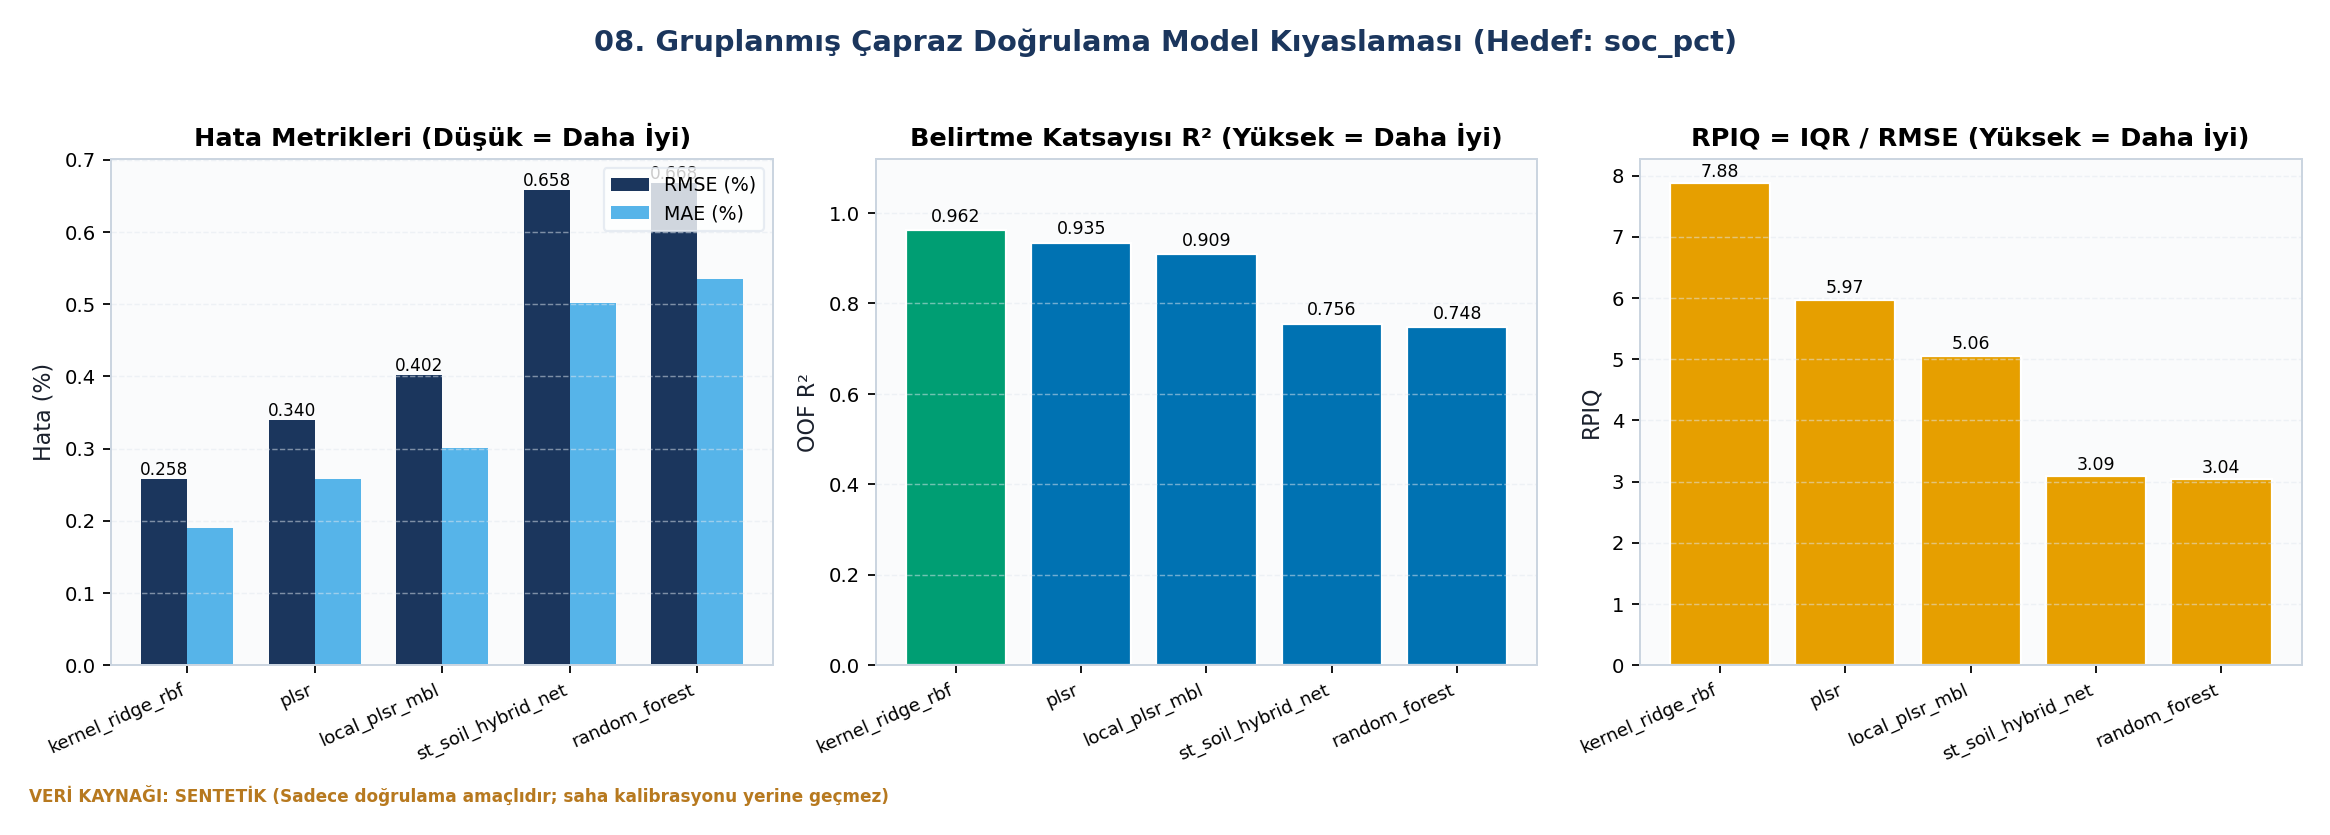 08. Gruplanmış Çapraz Doğrulama Model Kıyaslaması (Hedef: soc_pct)
Hata Metrikleri (Düşük = Daha İyi)
0.7
0.6
0.5
0.4
0.3
0.2
0.1
0.0
Hata (%)
0.258
0.340
0.402
0.658
0.668
RMSE (%)
MAE (%)
kernel_ridge_rbf
plsr
local_plsr_mbl
st_soil_hybrid_net
random_forest
Belirtme Katsayısı R² (Yüksek = Daha İyi)
1.0
0.8
0.6
0.4
0.2
0.0
OOF R²
0.962
0.935
0.909
0.756
0.748
kernel_ridge_rbf
plsr
local_plsr_mbl
st_soil_hybrid_net
random_forest
RPIQ = IQR / RMSE (Yüksek = Daha İyi)
8
7
6
5
4
3
2
1
0
RPIQ
7.88
5.97
5.06
3.09
3.04
kernel_ridge_rbf
plsr
local_plsr_mbl
st_soil_hybrid_net
random_forest
VERİ KAYNAĞI: SENTETİK (Sadece doğrulama amaçlıdır; saha kalibrasyonu yerine geçmez)